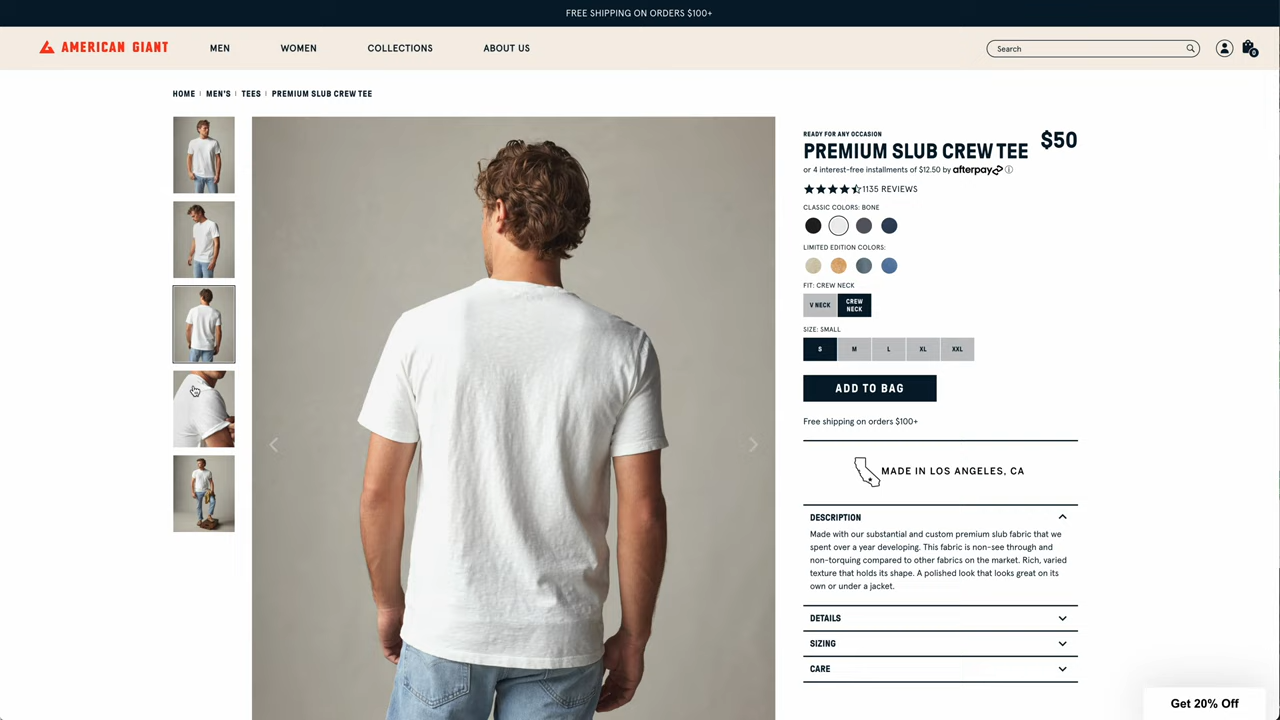 FREE SHIPPING ON ORDERS $100+
AMERICAN GIANT
MEN
WOMEN
COLLECTIONS
ABOUT US
Search
0
HOME | MEN'S | TEES | PREMIUM SLUB CREW TEE
READY FOR ANY OCCASION
PREMIUM SLUB CREW TEE
$50
or 4 interest-free installments of $12.50 by afterpay
1135 REVIEWS
CLASSIC COLORS: BONE
LIMITED EDITION COLORS:
FIT: CREW NECK
V NECK
CREW
NECK
SIZE: SMALL
S
M
L
XL
XXL
ADD TO BAG
Free shipping on orders $100+
MADE IN LOS ANGELES, CA
DESCRIPTION
Made with our substantial and custom premium slub fabric that we
spent over a year developing. This fabric is non-see through and
non-torquing compared to other fabrics on the market. Rich, varied
texture that holds its shape. A polished look that looks great on its
own or under a jacket.
DETAILS
SIZING
CARE
Get 20% Off